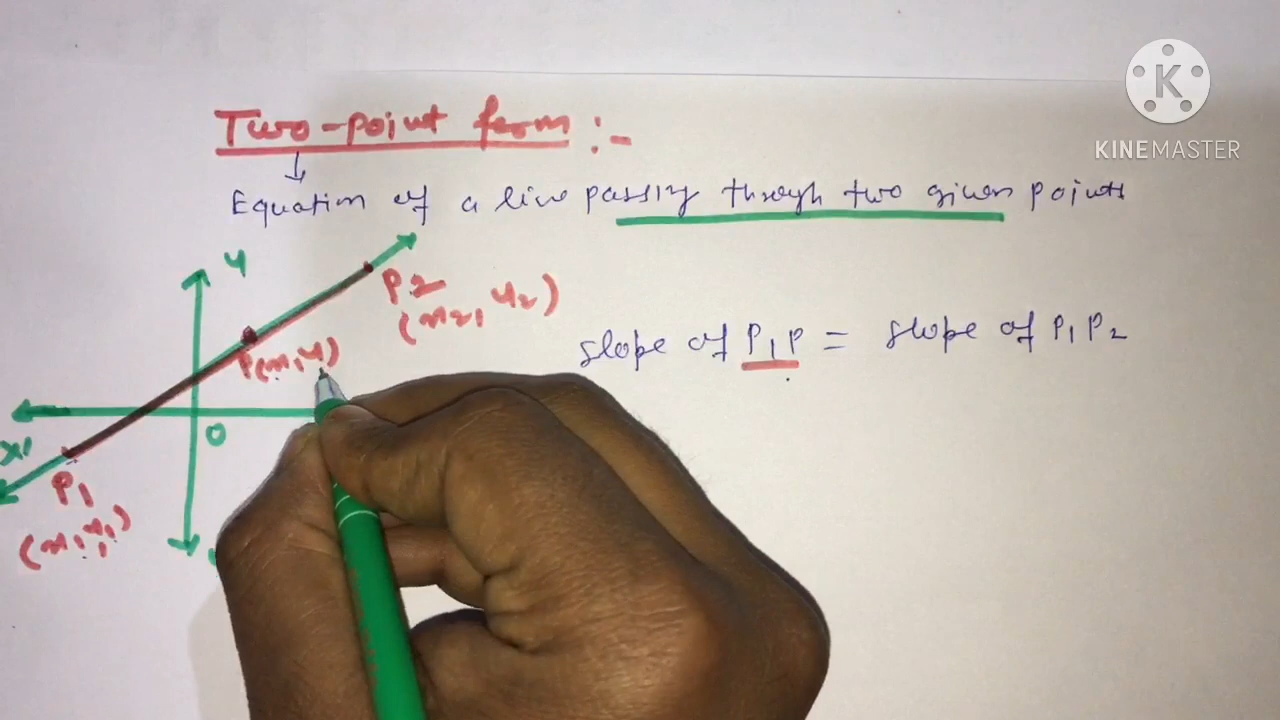 Two-point form :-
Equation of a line passing through two given points
Y
P2
(x2, y2)
P(x, y)
slope of P1P = slope of P1P2
O
X'
P1
(x1, y1)
K
KINEMASTER